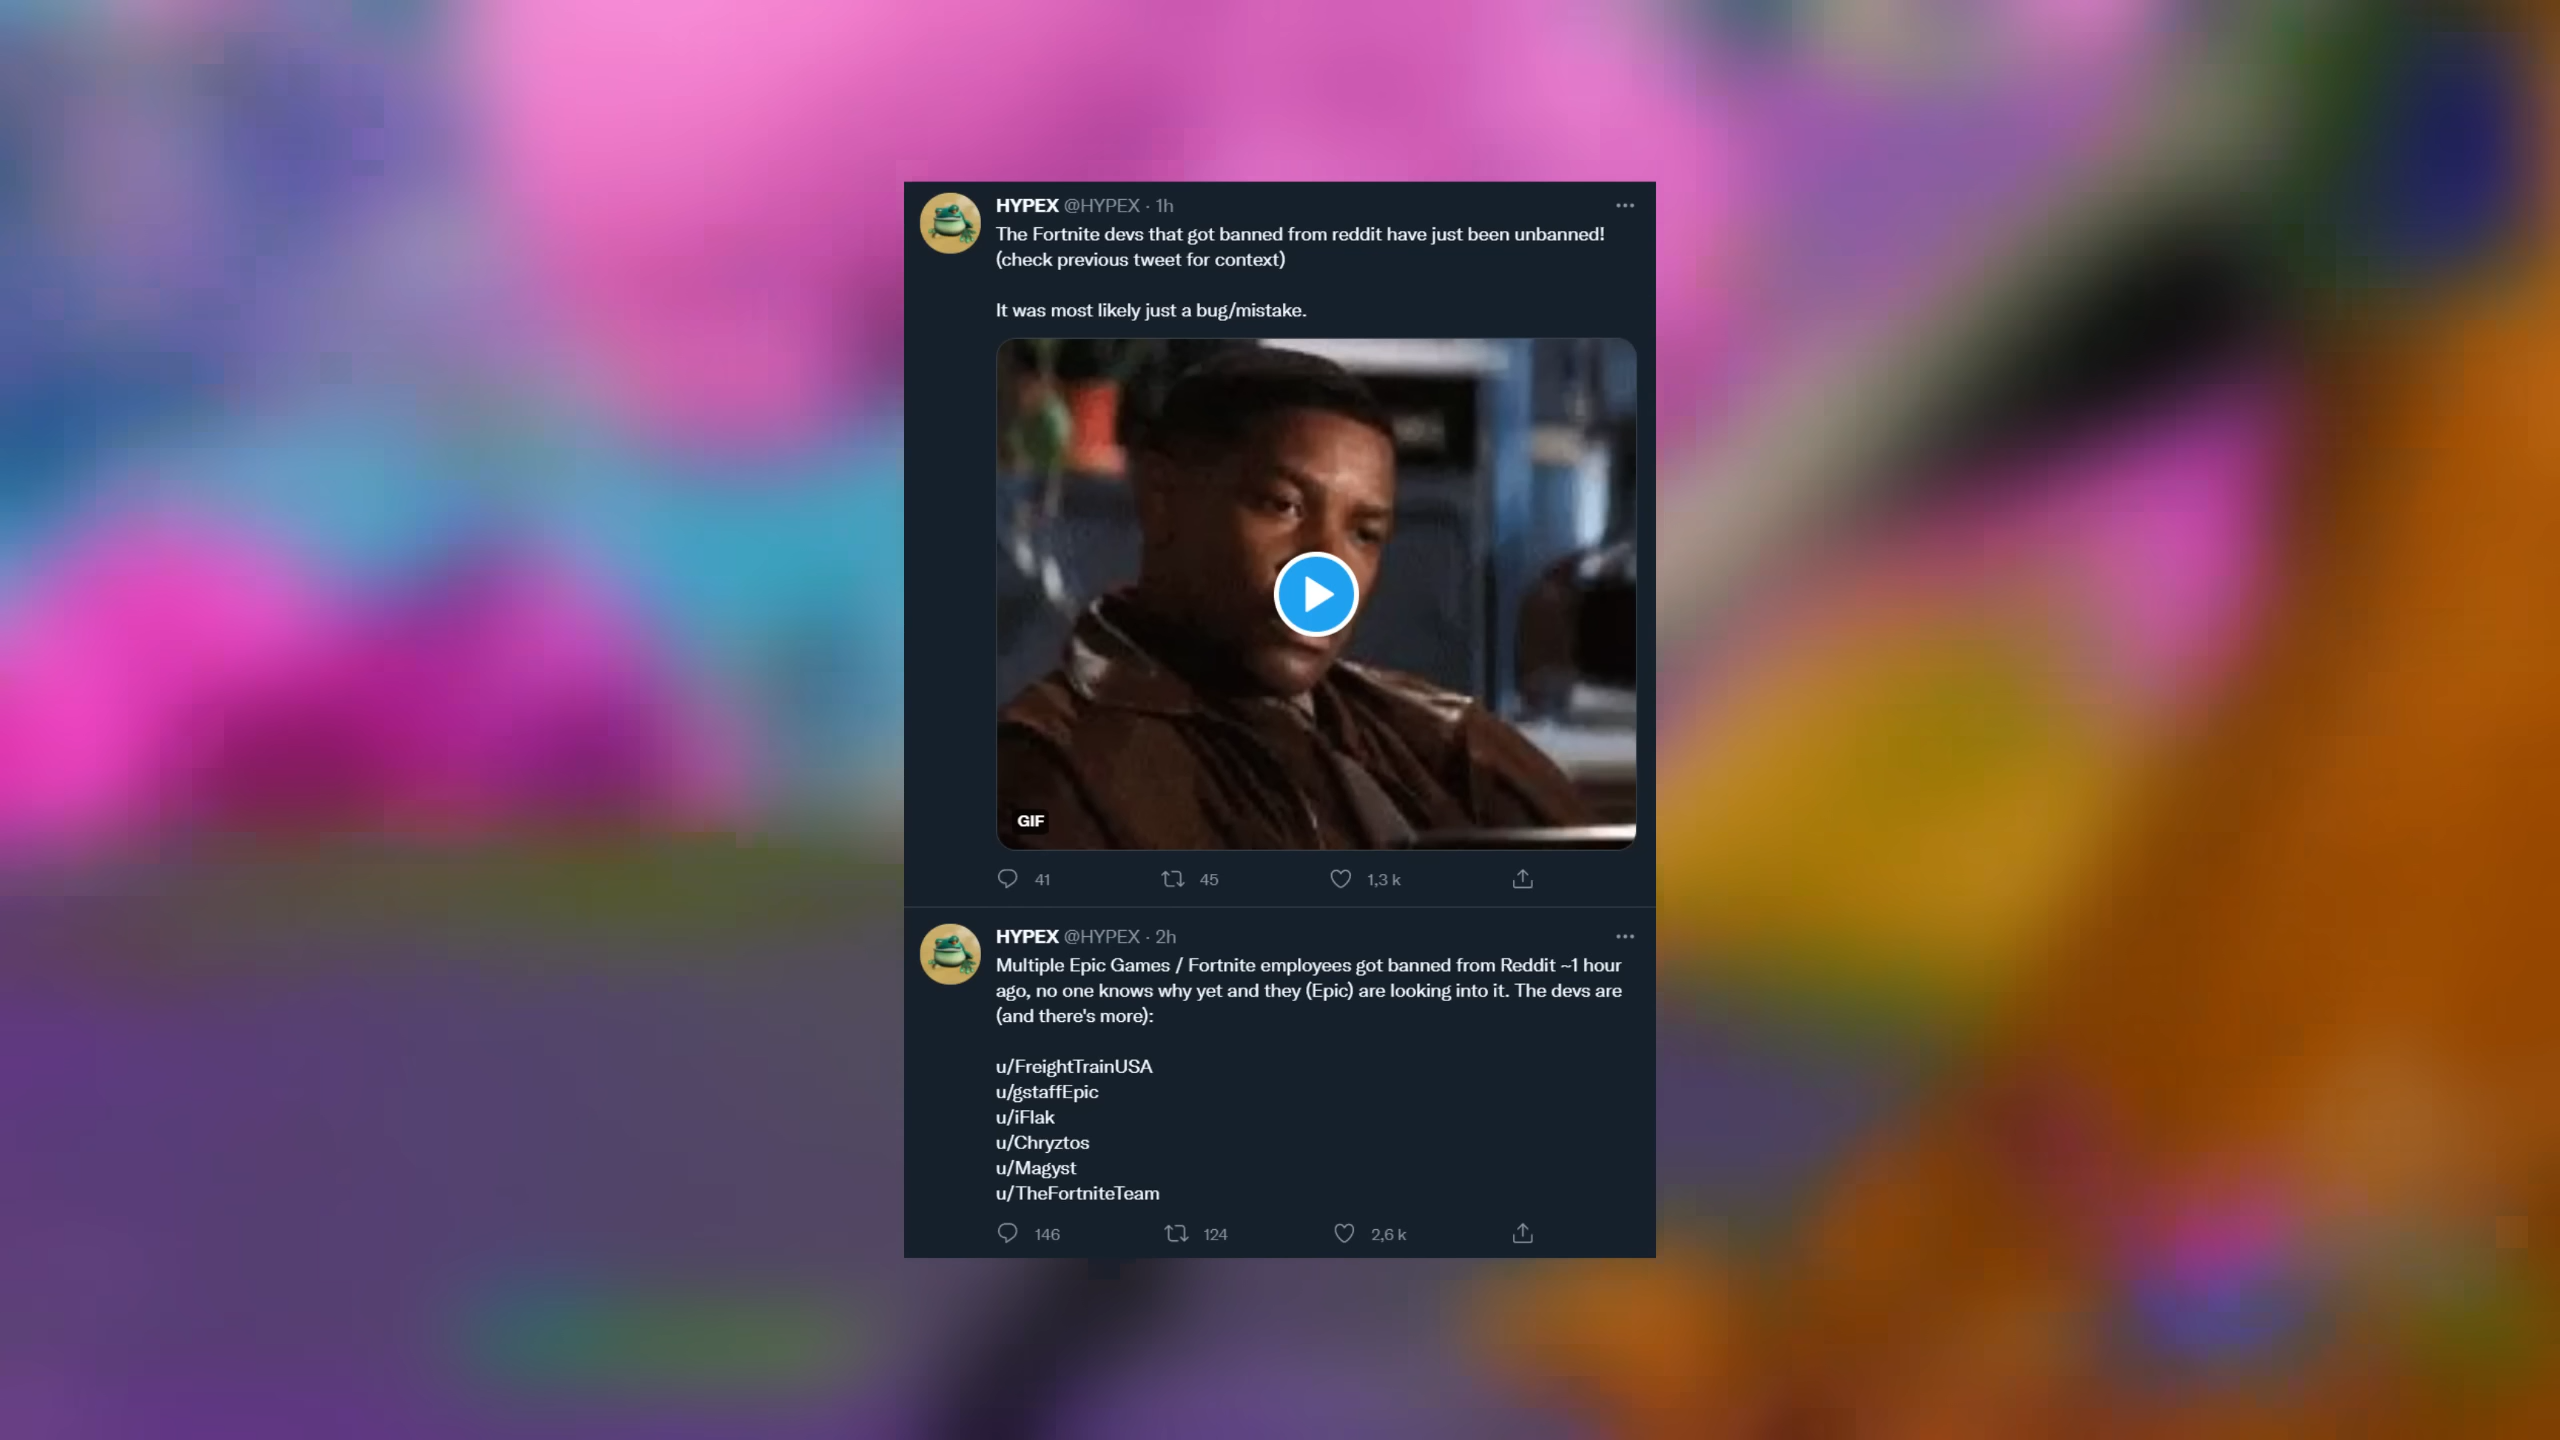 HYPEX @HYPEX · 1h
The Fortnite devs that got banned from reddit have just been unbanned!
(check previous tweet for context)
It was most likely just a bug/mistake.
GIF
41 45 1,3 k
HYPEX @HYPEX · 2h
Multiple Epic Games / Fortnite employees got banned from Reddit ~1 hour
ago, no one knows why yet and they (Epic) are looking into it. The devs are
(and there's more):
u/FreightTrainUSA
u/gstaffEpic
u/iFlak
u/Chryztos
u/Magyst
u/TheFortniteTeam
146 124 2,6 k